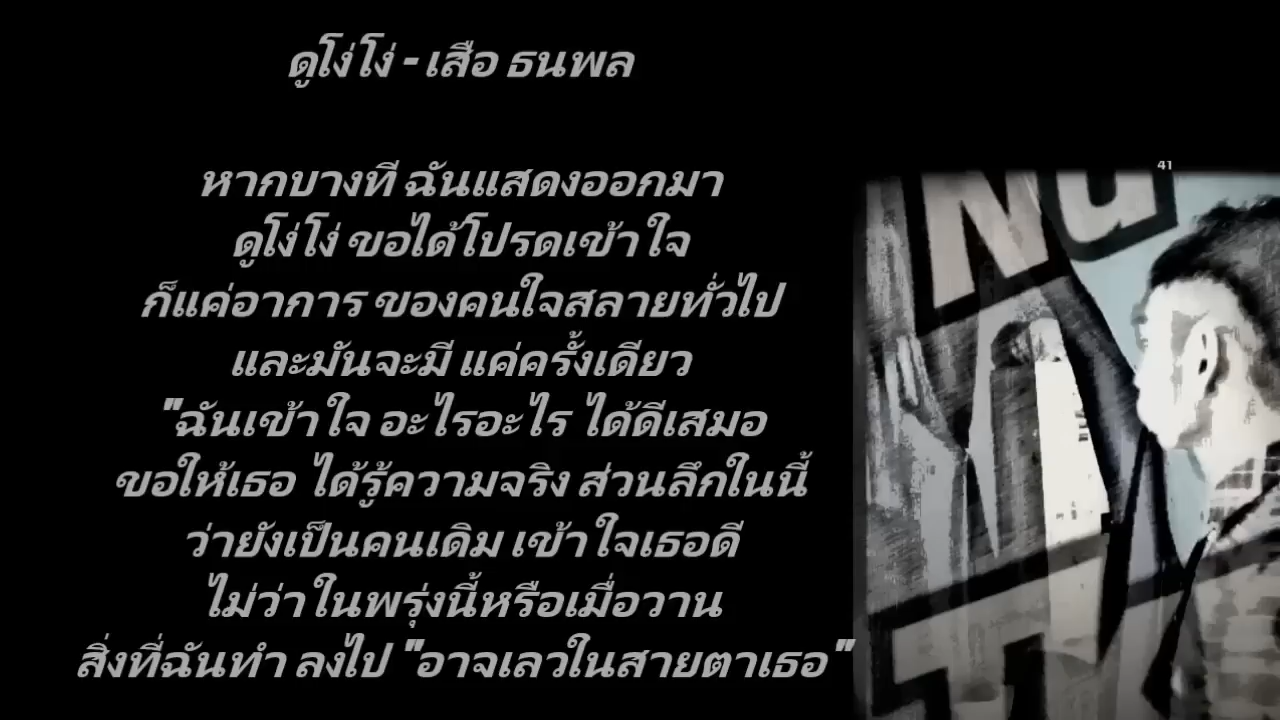 ดูโง่โง่ - เสือ ธนพล
หากบางที ฉันแสดงออกมา
ดูโง่โง่ ขอได้โปรดเข้าใจ
ก็แค่อาการ ของคนใจสลายทั่วไป
และมันจะมี แค่ครั้งเดียว
"ฉันเข้าใจ อะไรอะไร ได้ดีเสมอ
ขอให้เธอ ได้รู้ความจริง ส่วนลึกในนี้
ว่ายังเป็นคนเดิม เข้าใจเธอดี
ไม่ว่าในพรุ่งนี้หรือเมื่อวาน
สิ่งที่ฉันทำ ลงไป "อาจเลวในสายตาเธอ"
41
NG